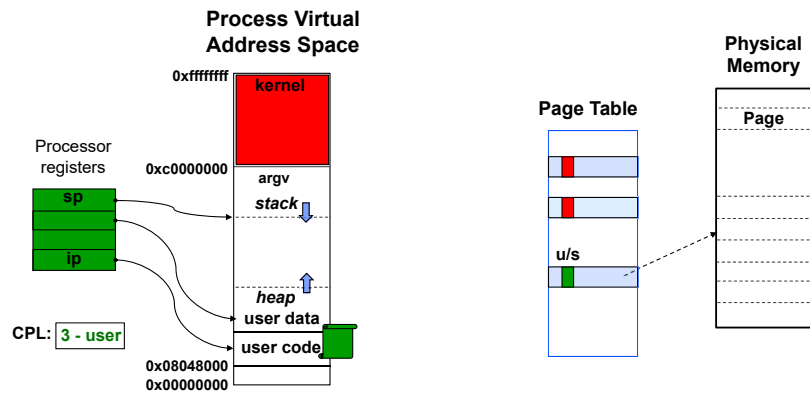 Process Virtual
Address Space
0xffffffff
kernel
0xc0000000
argv
stack
heap
user data
user code
0x08048000
0x00000000
Processor
registers
sp
ip
CPL: 3 - user
Page Table
u/s
Physical
Memory
Page